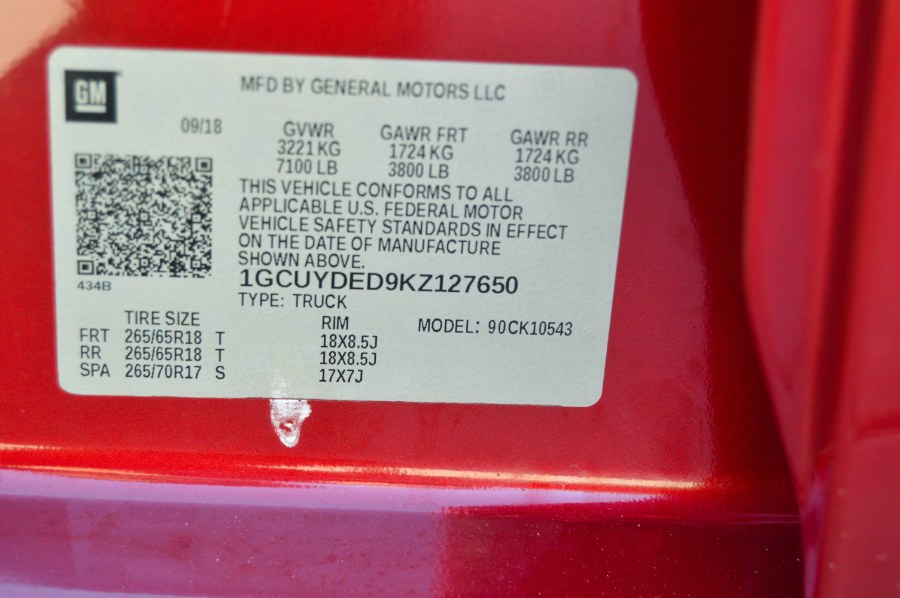 GM
MFD BY GENERAL MOTORS LLC
09/18
GVWR GAWR FRT GAWR RR
3221 KG 1724 KG 1724 KG
7100 LB 3800 LB 3800 LB
THIS VEHICLE CONFORMS TO ALL
APPLICABLE U.S. FEDERAL MOTOR
VEHICLE SAFETY STANDARDS IN EFFECT
ON THE DATE OF MANUFACTURE
SHOWN ABOVE.
434B
1GCUYDED9KZ127650
TYPE: TRUCK
TIRE SIZE RIM MODEL: 90CK10543
FRT 265/65R18 T 18X8.5J
RR 265/65R18 T 18X8.5J
SPA 265/70R17 S 17X7J